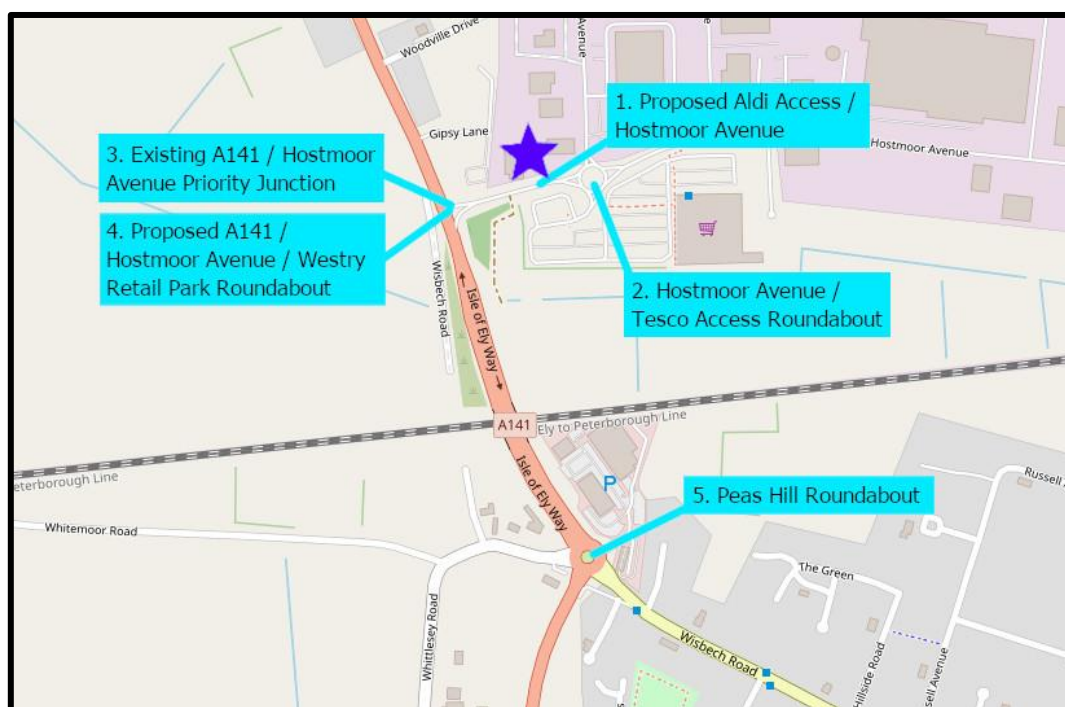 Woodville Drive
Avenue
1. Proposed Aldi Access /
Hostmoor Avenue
Gipsy Lane
3. Existing A141 / Hostmoor
Avenue Priority Junction
Hostmoor Avenue
4. Proposed A141 /
Hostmoor Avenue / Westry
Retail Park Roundabout
Wisbech Road
Isle of Ely Way
2. Hostmoor Avenue /
Tesco Access Roundabout
A141
Ely to Peterborough Line
Peterborough Line
Isle of Ely Way
P
5. Peas Hill Roundabout
Russell
Whitemoor Road
The Green
Whittlesey Road
Wisbech Road
Hillside Road
ssell Avenue